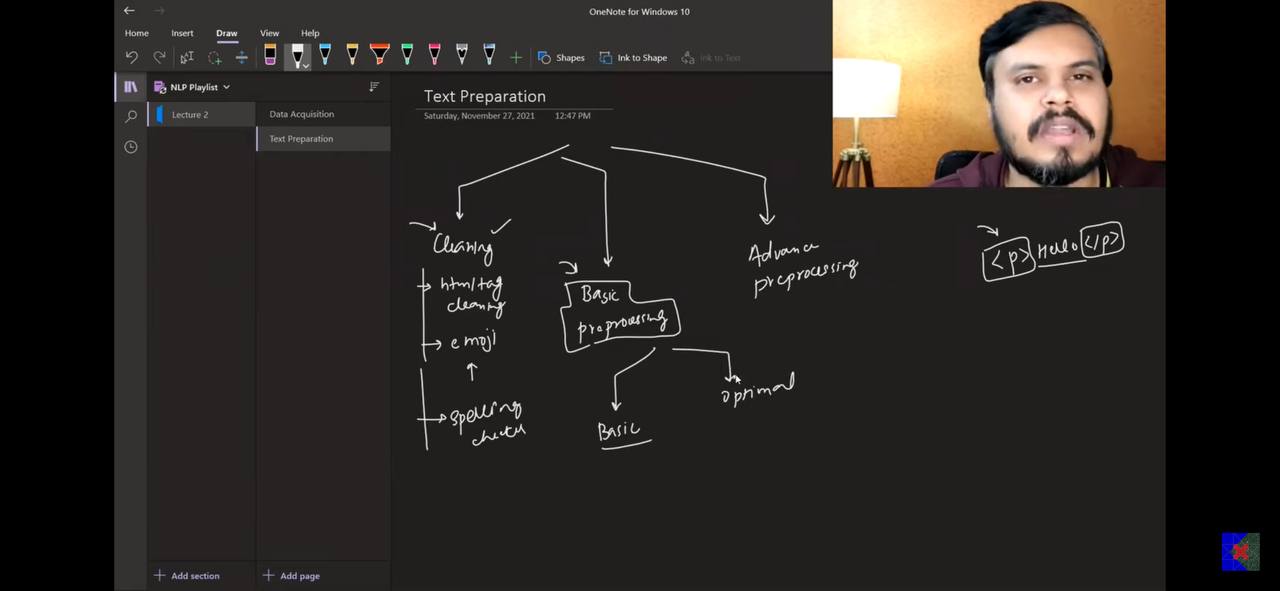 OneNote for Windows 10
Home Insert Draw View Help
Shapes Ink to Shape Ink to Text
NLP Playlist
Lecture 2
Data Acquisition
Text Preparation
Text Preparation
Saturday, November 27, 2021 12:47 PM
Cleaning
html tag
cleaning
emoji
spelling
checker
Basic
preprocessing
Basic
optimal
Advance
preprocessing
<p> Hello </p>
Add section
Add page